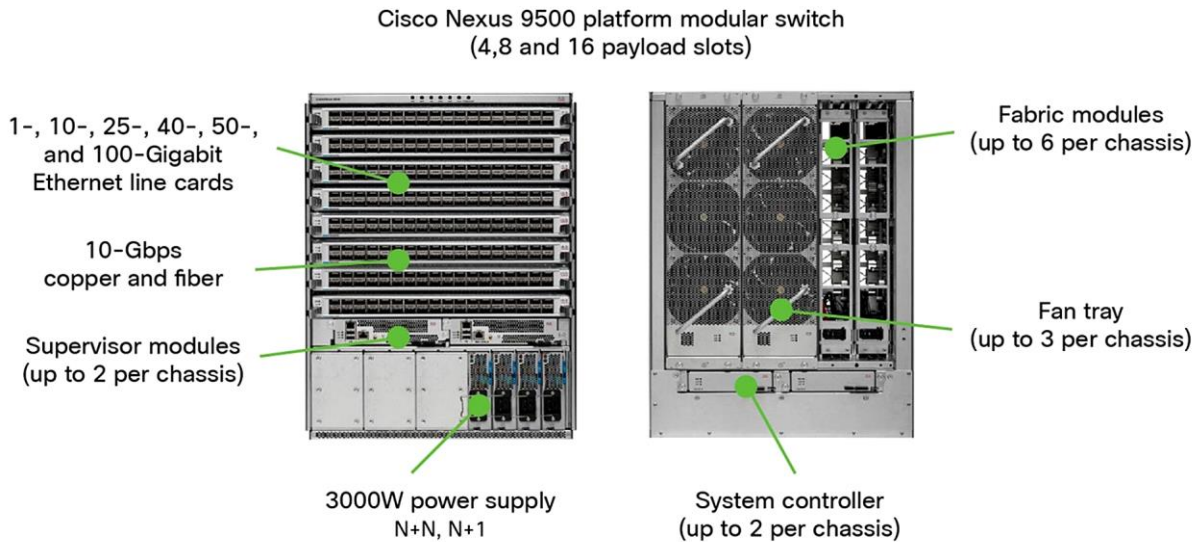 Cisco Nexus 9500 platform modular switch
(4,8 and 16 payload slots)
1-, 10-, 25-, 40-, 50-,
and 100-Gigabit
Ethernet line cards
10-Gbps
copper and fiber
Supervisor modules
(up to 2 per chassis)
3000W power supply
N+N, N+1
Fabric modules
(up to 6 per chassis)
Fan tray
(up to 3 per chassis)
System controller
(up to 2 per chassis)